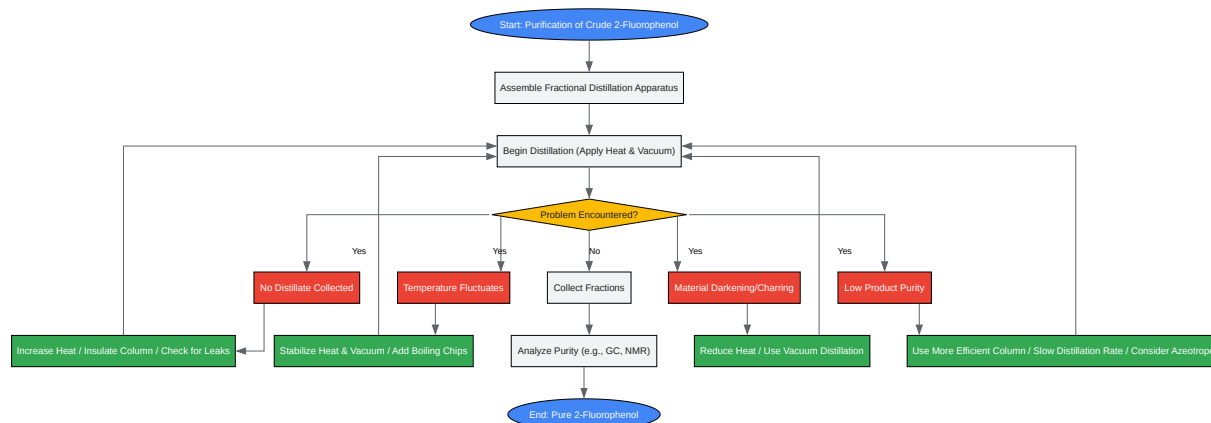 Start: Purification of Crude 2-Fluorophenol
Assemble Fractional Distillation Apparatus
Begin Distillation (Apply Heat & Vacuum)
Problem Encountered?
Yes
Yes
No
Yes
Yes
No Distillate Collected
Temperature Fluctuates
Collect Fractions
Material Darkening/Charring
Low Product Purity
Increase Heat / Insulate Column / Check for Leaks
Stabilize Heat & Vacuum / Add Boiling Chips
Analyze Purity (e.g., GC, NMR)
Reduce Heat / Use Vacuum Distillation
Use More Efficient Column / Slow Distillation Rate / Consider Azeotrope
End: Pure 2-Fluorophenol